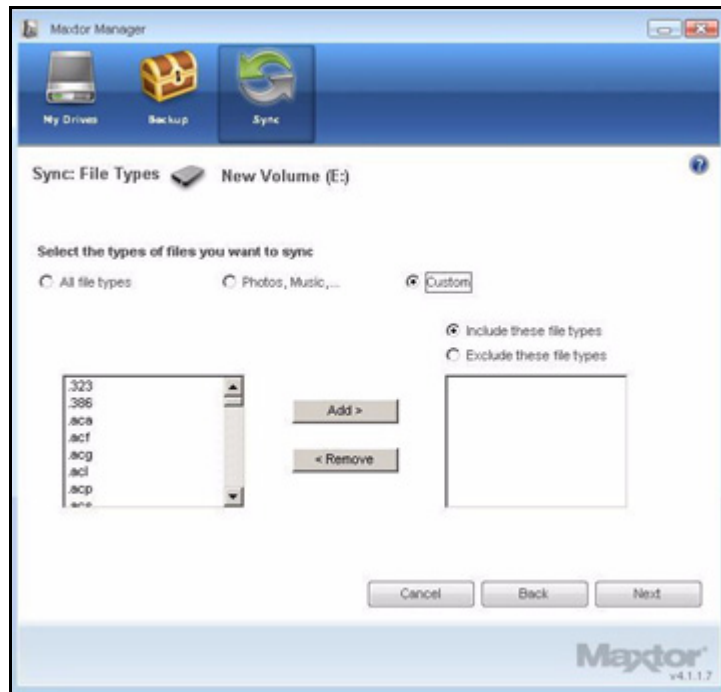 Maxtor Manager
My Drives Backup Sync
Sync: File Types New Volume (E:)
Select the types of files you want to sync
All file types Photos, Music,... Custom
Include these file types
Exclude these file types
.323
.386
.aca
.acf
.acg
.acl
.acp
.acs
Add >
< Remove
Cancel Back Next
Maxtor
v4.1.1.7